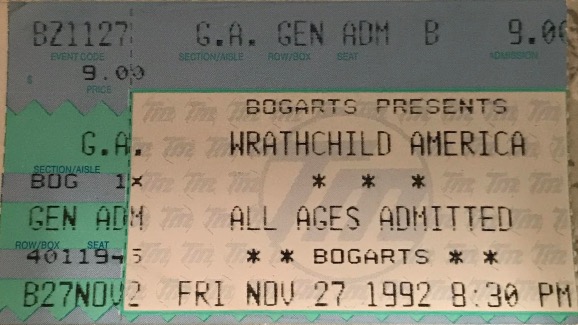 BZ1127 G.A. GEN ADM B 9.00
EVENT CODE SECTION/AISLE ROW/BOX SEAT ADMISSION
$ 9.00
PRICE
BOGARTS PRESENTS
G.A. WRATHCHILD AMERICA
SECTION/AISLE
BOG 1X * * *
GEN ADM ALL AGES ADMITTED
ROW/BOX SEAT
4011945 * * BOGARTS * *
B27NOV2 FRI NOV 27 1992 8:30 PM